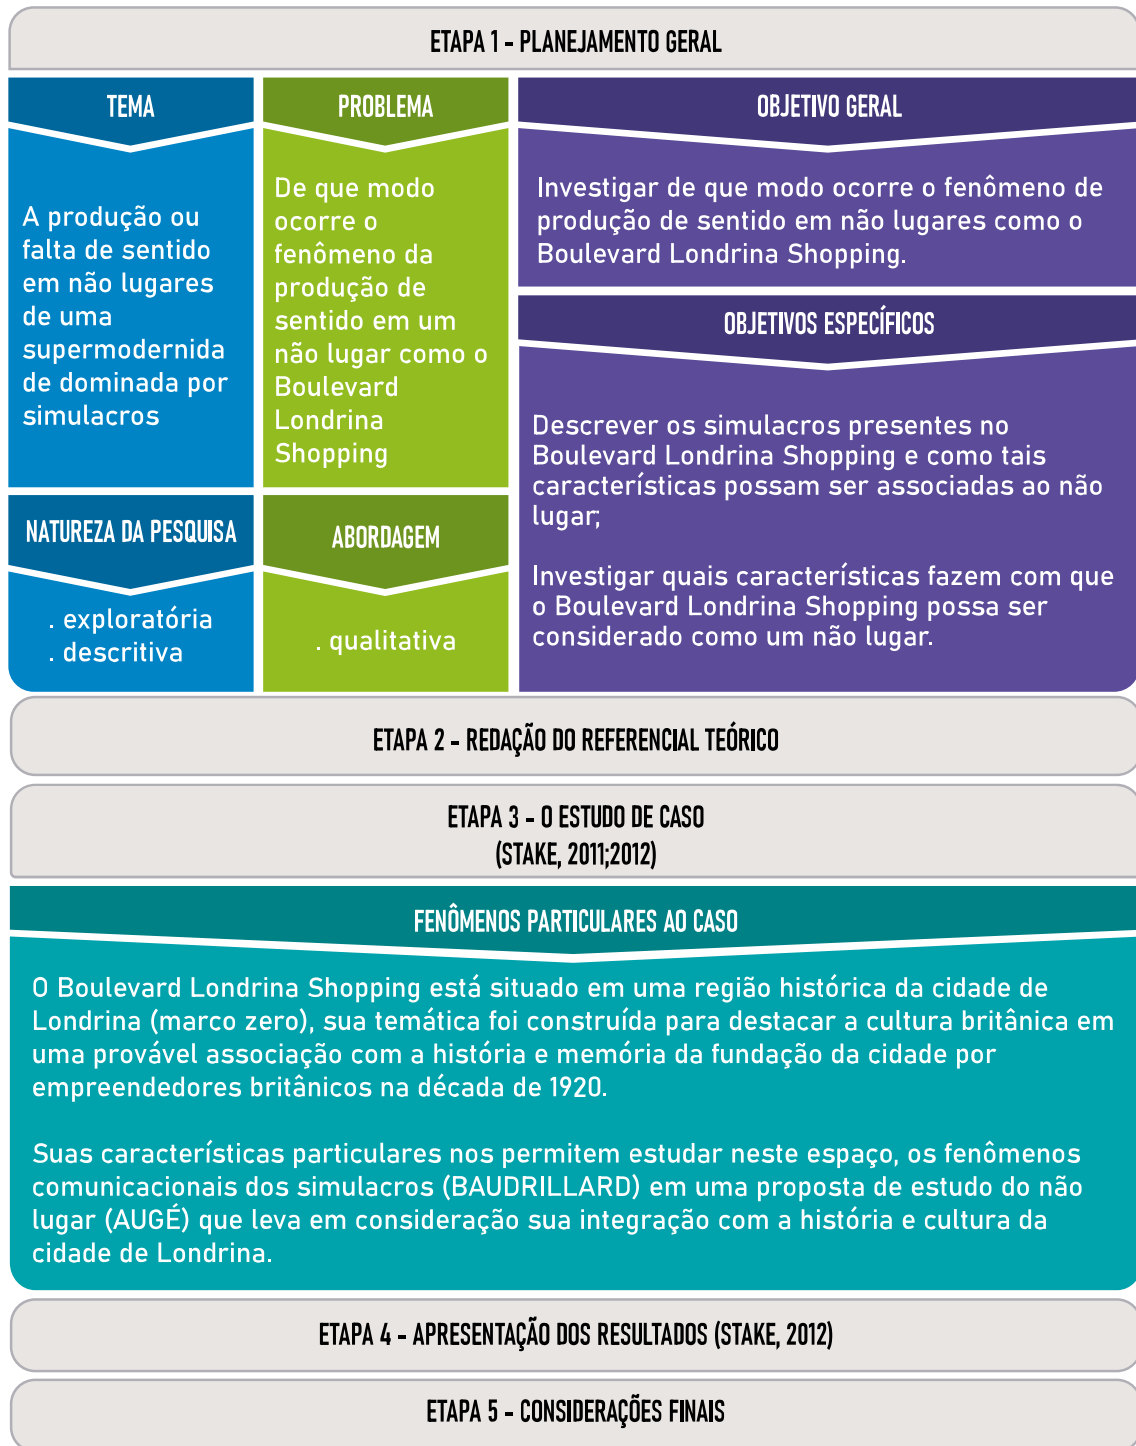 ETAPA 1 - PLANEJAMENTO GERAL
TEMA
A produção ou
falta de sentido
em não lugares
de uma
supermodernida
de dominada por
simulacros
PROBLEMA
De que modo
ocorre o
fenômeno da
produção de
sentido em um
não lugar como o
Boulevard
Londrina
Shopping
OBJETIVO GERAL
Investigar de que modo ocorre o fenômeno de
produção de sentido em não lugares como o
Boulevard Londrina Shopping.
OBJETIVOS ESPECÍFICOS
Descrever os simulacros presentes no
Boulevard Londrina Shopping e como tais
características possam ser associadas ao não
lugar;
Investigar quais características fazem com que
o Boulevard Londrina Shopping possa ser
considerado como um não lugar.
NATUREZA DA PESQUISA
. exploratória
. descritiva
ABORDAGEM
. qualitativa
ETAPA 2 - REDAÇÃO DO REFERENCIAL TEÓRICO
ETAPA 3 - O ESTUDO DE CASO
(STAKE, 2011;2012)
FENÔMENOS PARTICULARES AO CASO
O Boulevard Londrina Shopping está situado em uma região histórica da cidade de
Londrina (marco zero), sua temática foi construída para destacar a cultura britânica em
uma provável associação com a história e memória da fundação da cidade por
empreendedores britânicos na década de 1920.
Suas características particulares nos permitem estudar neste espaço, os fenômenos
comunicacionais dos simulacros (BAUDRILLARD) em uma proposta de estudo do não
lugar (AUGÉ) que leva em consideração sua integração com a história e cultura da
cidade de Londrina.
ETAPA 4 - APRESENTAÇÃO DOS RESULTADOS (STAKE, 2012)
ETAPA 5 - CONSIDERAÇÕES FINAIS